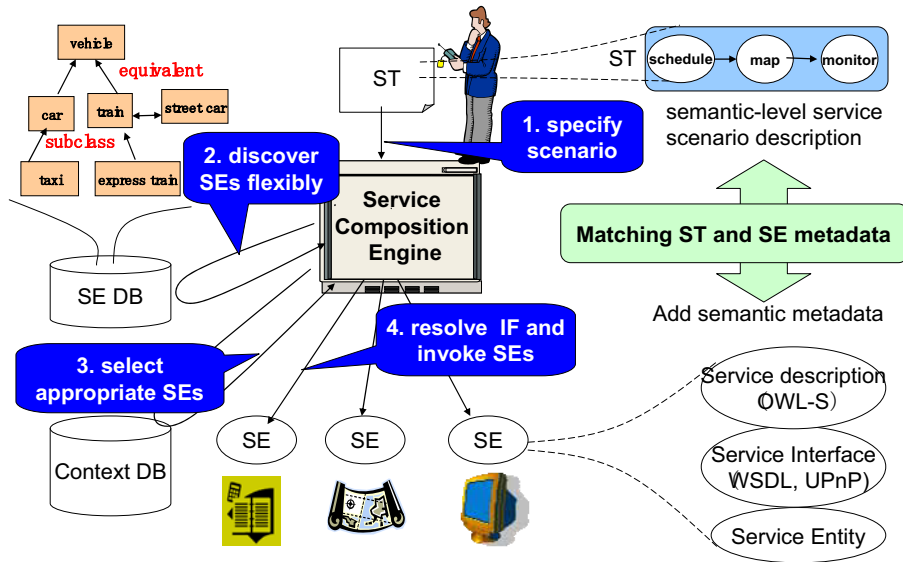 vehicle
equivalent
car
train
street car
subclass
taxi
express train
SE DB
2. discover
SEs flexibly
ST
1. specify
scenario
ST
schedule
map
monitor
semantic-level service
scenario description
Service
Composition
Engine
Matching ST and SE metadata
Add semantic metadata
3. select
appropriate SEs
4. resolve IF and
invoke SEs
Context DB
SE
SE
SE
Service description
(OWL-S)
Service Interface
(WSDL, UPnP)
Service Entity